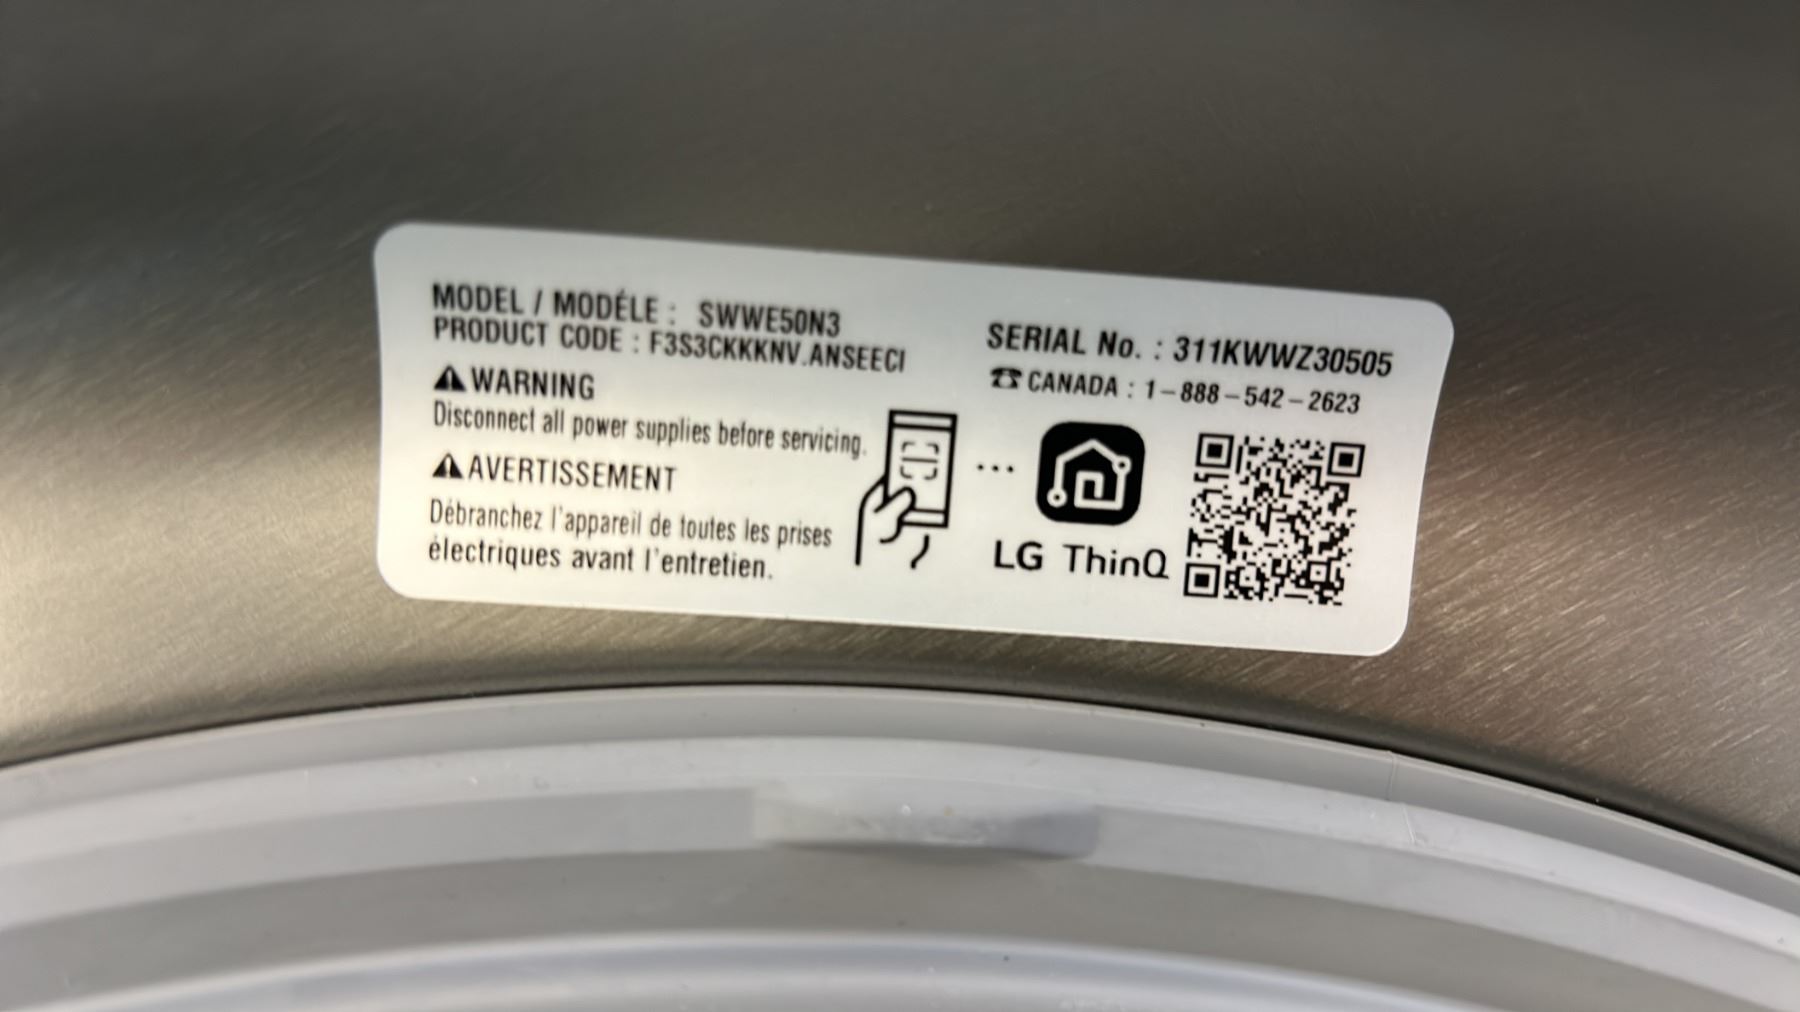 MODEL / MODÉLE : SWWE50N3
PRODUCT CODE : F3S3CKKKNV.ANSEECI
⚠WARNING
Disconnect all power supplies before servicing.
⚠AVERTISSEMENT
Débranchez l'appareil de toutes les prises
électriques avant l'entretien.
SERIAL No. : 311KWWZ30505
☎CANADA : 1-888-542-2623
...
LG ThinQ